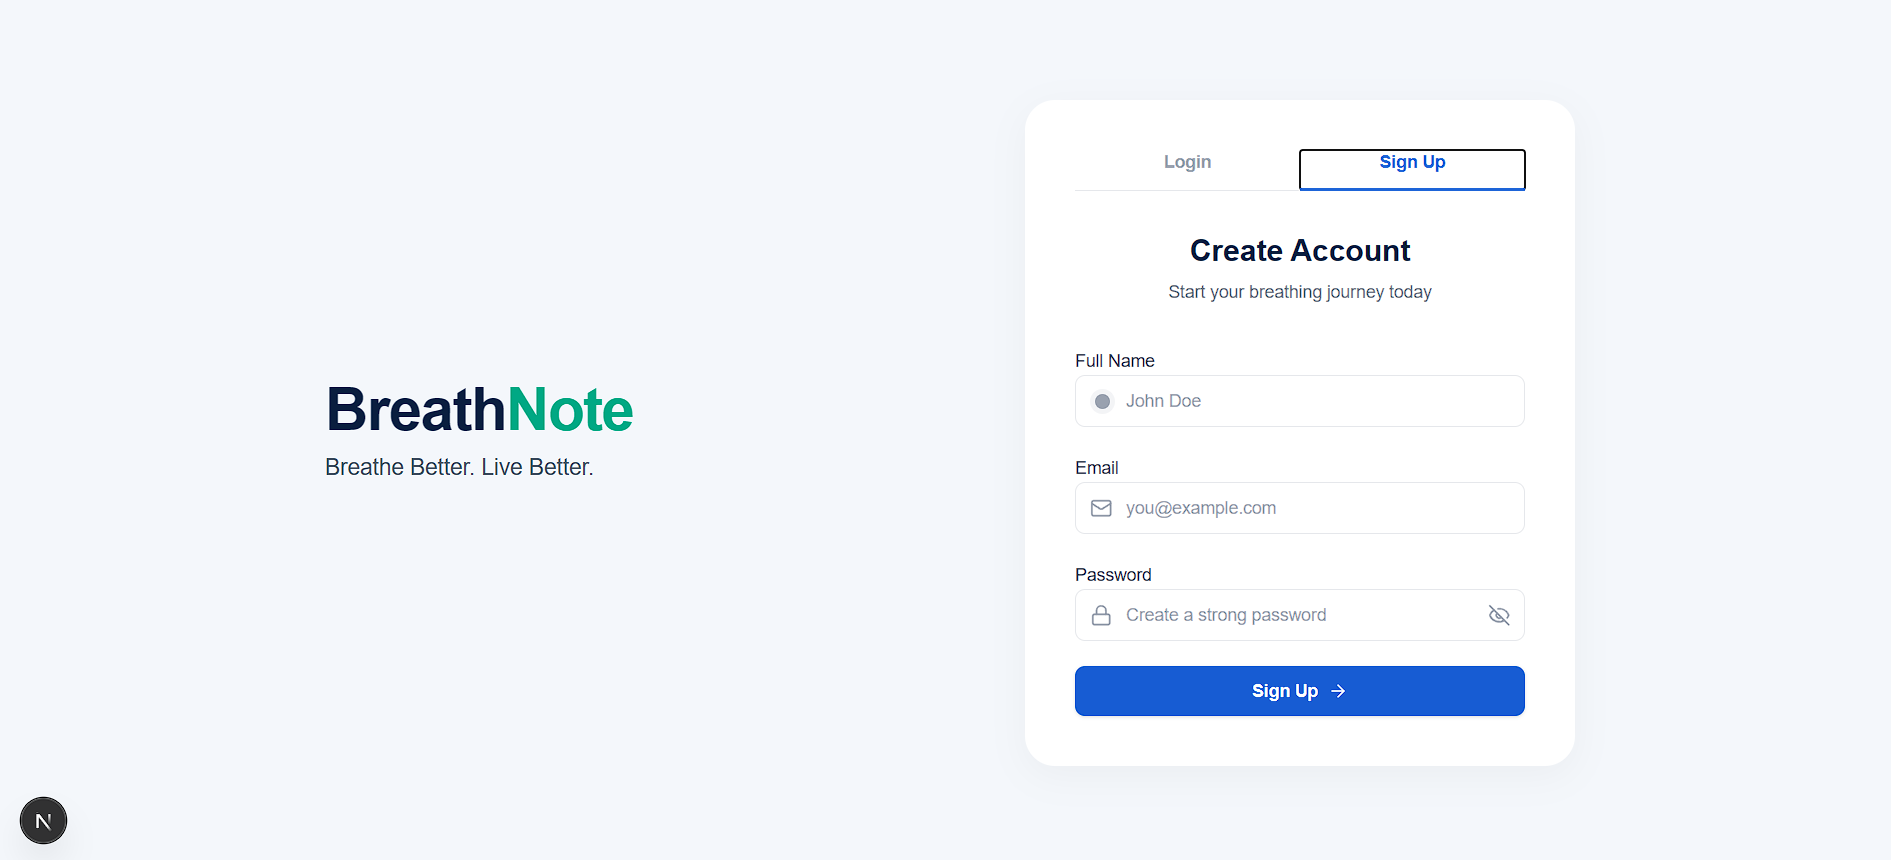 Login
Sign Up
Create Account
Start your breathing journey today
Full Name
John Doe
Email
you@example.com
Password
Create a strong password
Sign Up →
BreathNote
Breathe Better. Live Better.
N